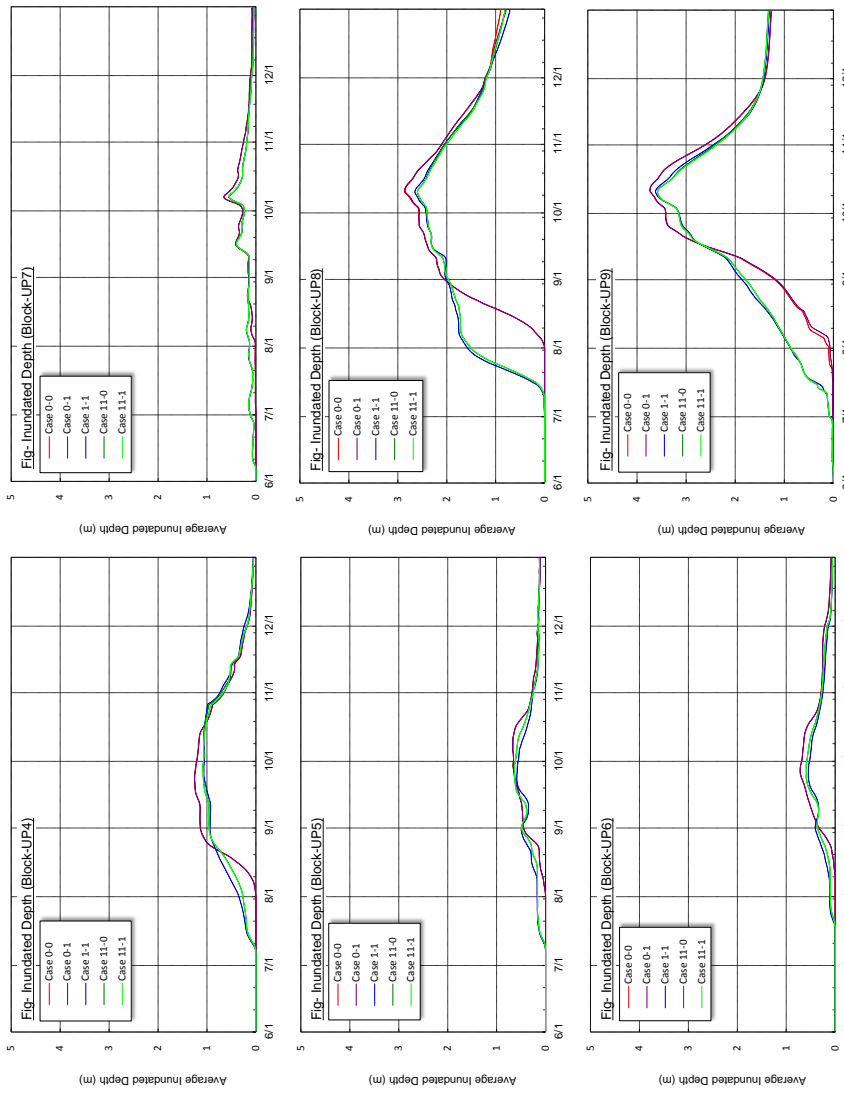 Fig- Inundated Depth (Block-UP4)
Average Inundated Depth (m)
5
4
3
2
1
0
6/1 7/1 8/1 9/1 10/1 11/1 12/1
Case 0-0
Case 0-1
Case 1-1
Case 11-0
Case 11-1
Fig- Inundated Depth (Block-UP5)
Average Inundated Depth (m)
5
4
3
2
1
0
6/1 7/1 8/1 9/1 10/1 11/1 12/1
Case 0-0
Case 0-1
Case 1-1
Case 11-0
Case 11-1
Fig- Inundated Depth (Block-UP6)
Average Inundated Depth (m)
5
4
3
2
1
0
Case 0-0
Case 0-1
Case 1-1
Case 11-0
Case 11-1
Fig- Inundated Depth (Block-UP7)
Average Inundated Depth (m)
5
4
3
2
1
0
6/1 7/1 8/1 9/1 10/1 11/1 12/1
Case 0-0
Case 0-1
Case 1-1
Case 11-0
Case 11-1
Fig- Inundated Depth (Block-UP8)
Average Inundated Depth (m)
5
4
3
2
1
0
6/1 7/1 8/1 9/1 10/1 11/1 12/1
Case 0-0
Case 0-1
Case 1-1
Case 11-0
Case 11-1
Fig- Inundated Depth (Block-UP9)
Average Inundated Depth (m)
5
4
3
2
1
0
Case 0-0
Case 0-1
Case 1-1
Case 11-0
Case 11-1